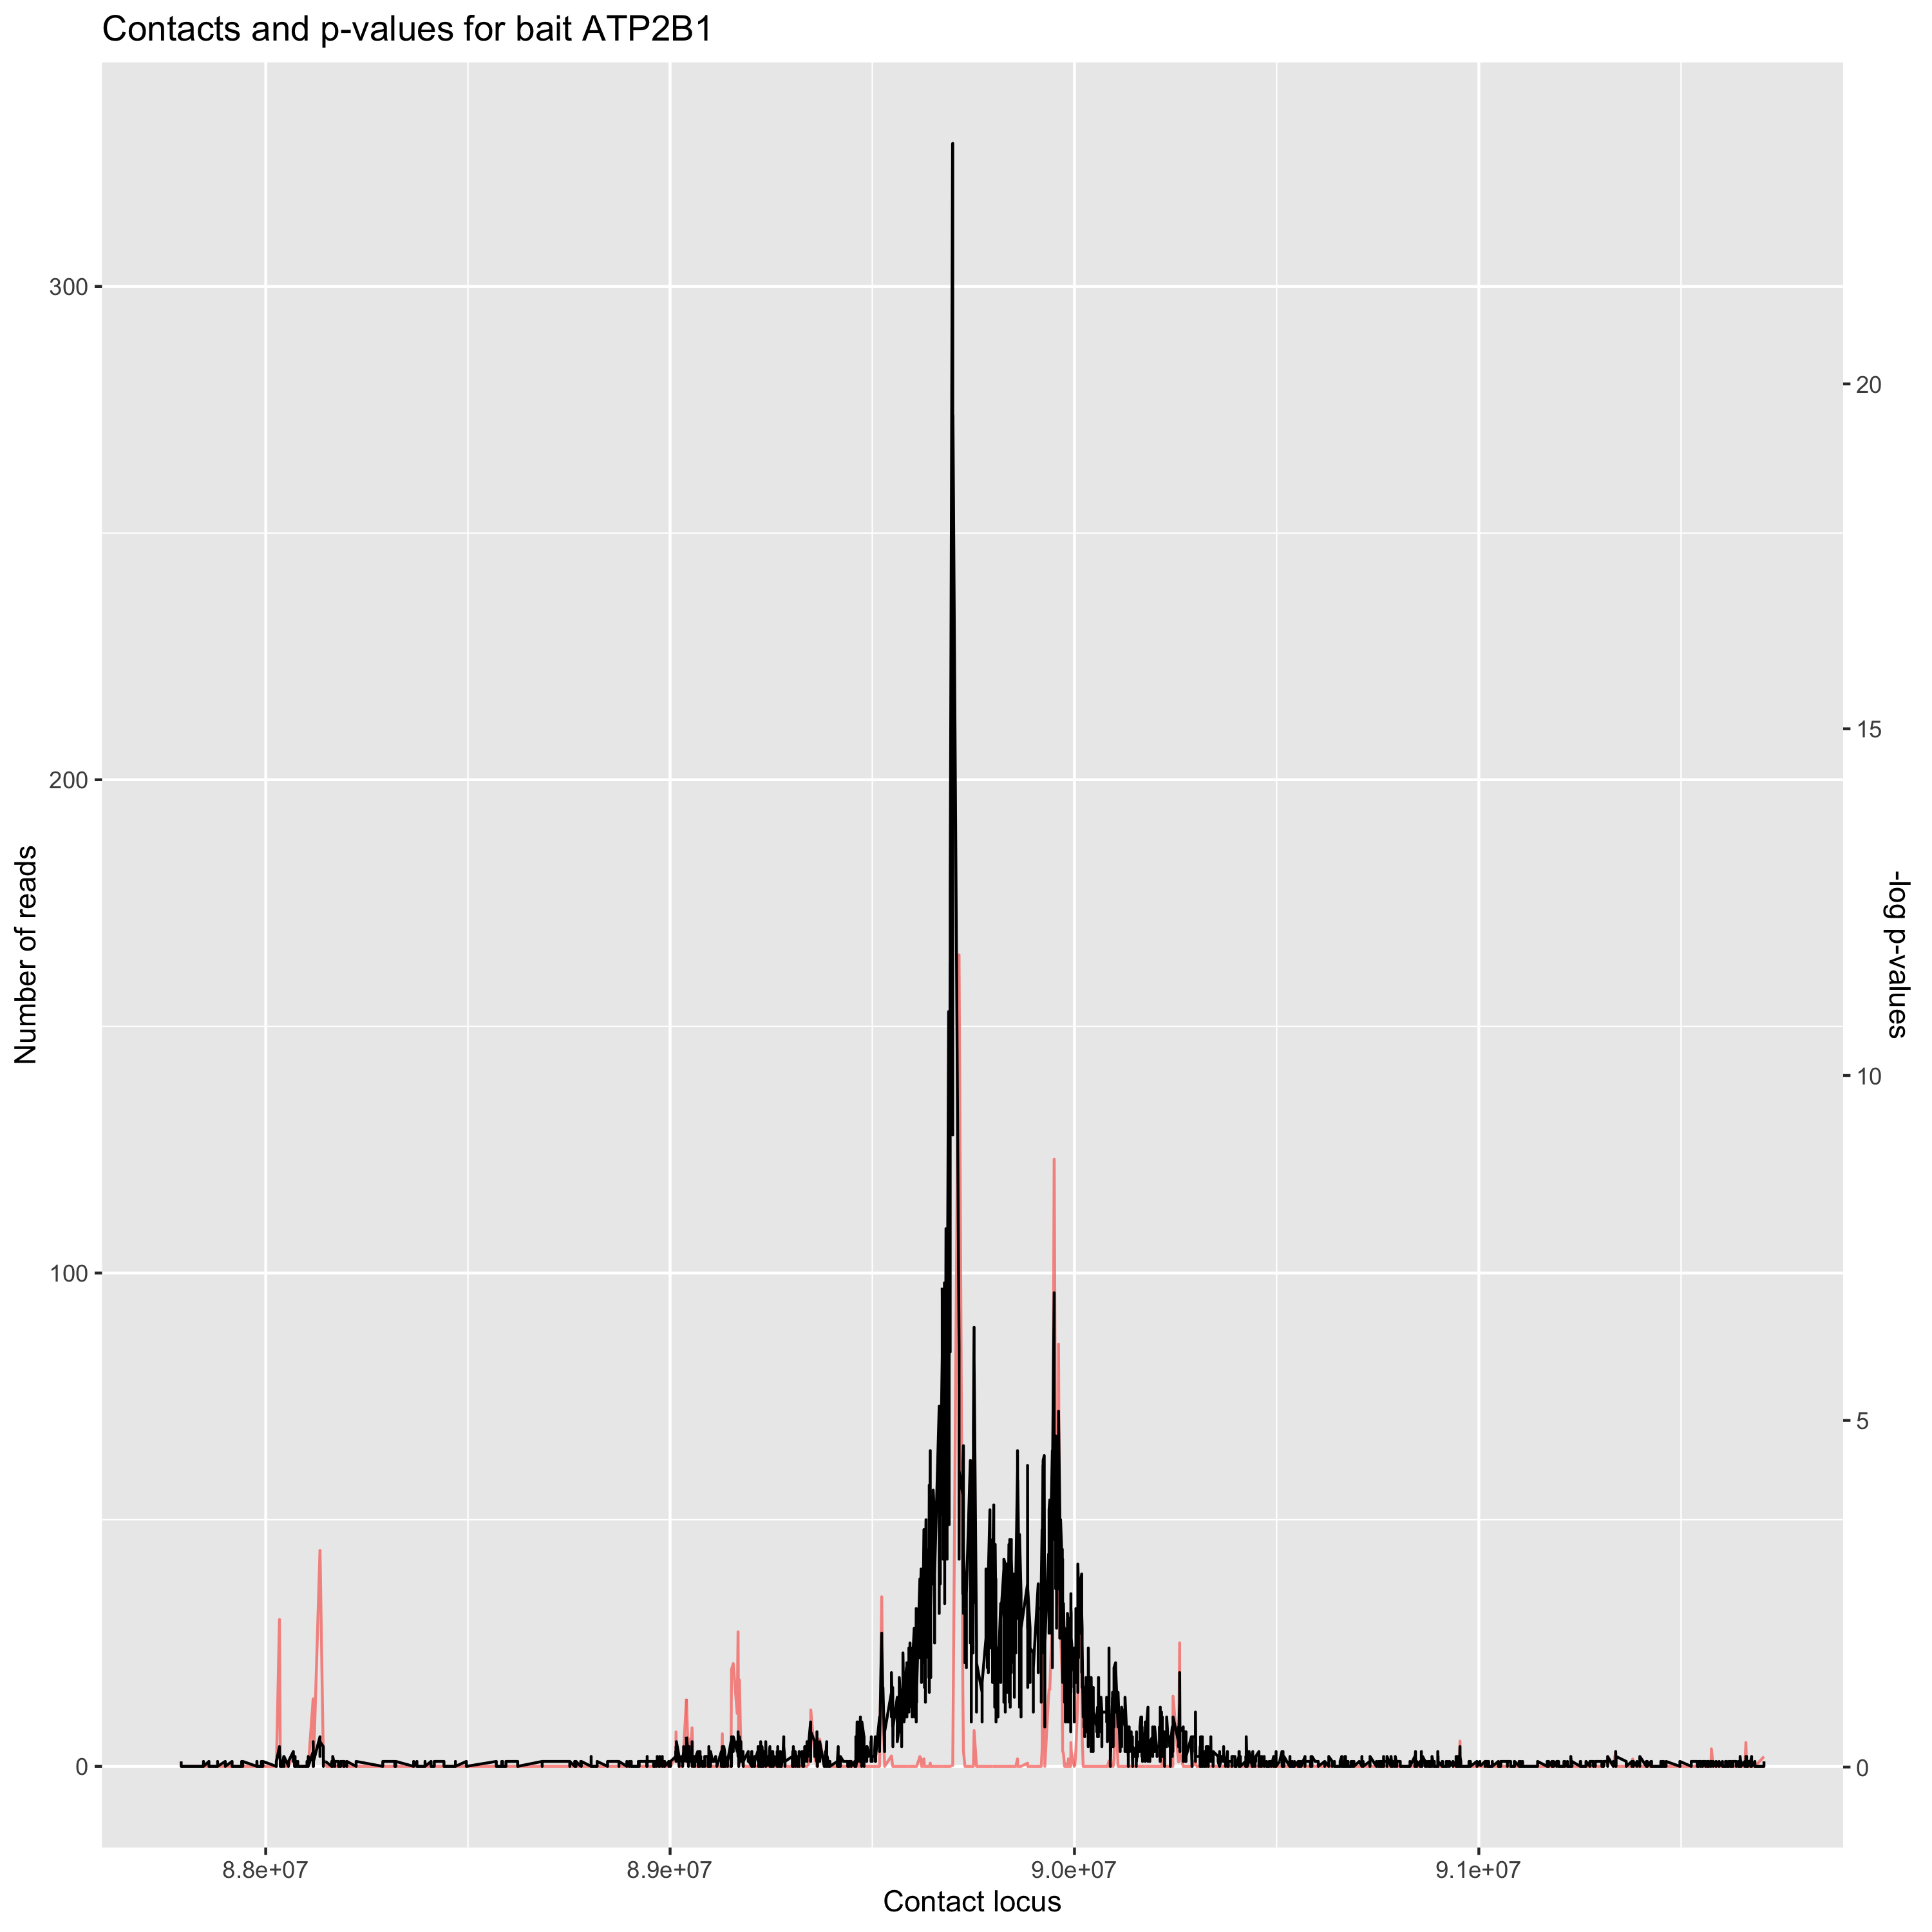 Contacts and p-values for bait ATP2B1
300
200
100
0
Number of reads
20
15
10
5
0
-log p-values
8.8e+07
8.9e+07
9.0e+07
9.1e+07
Contact locus